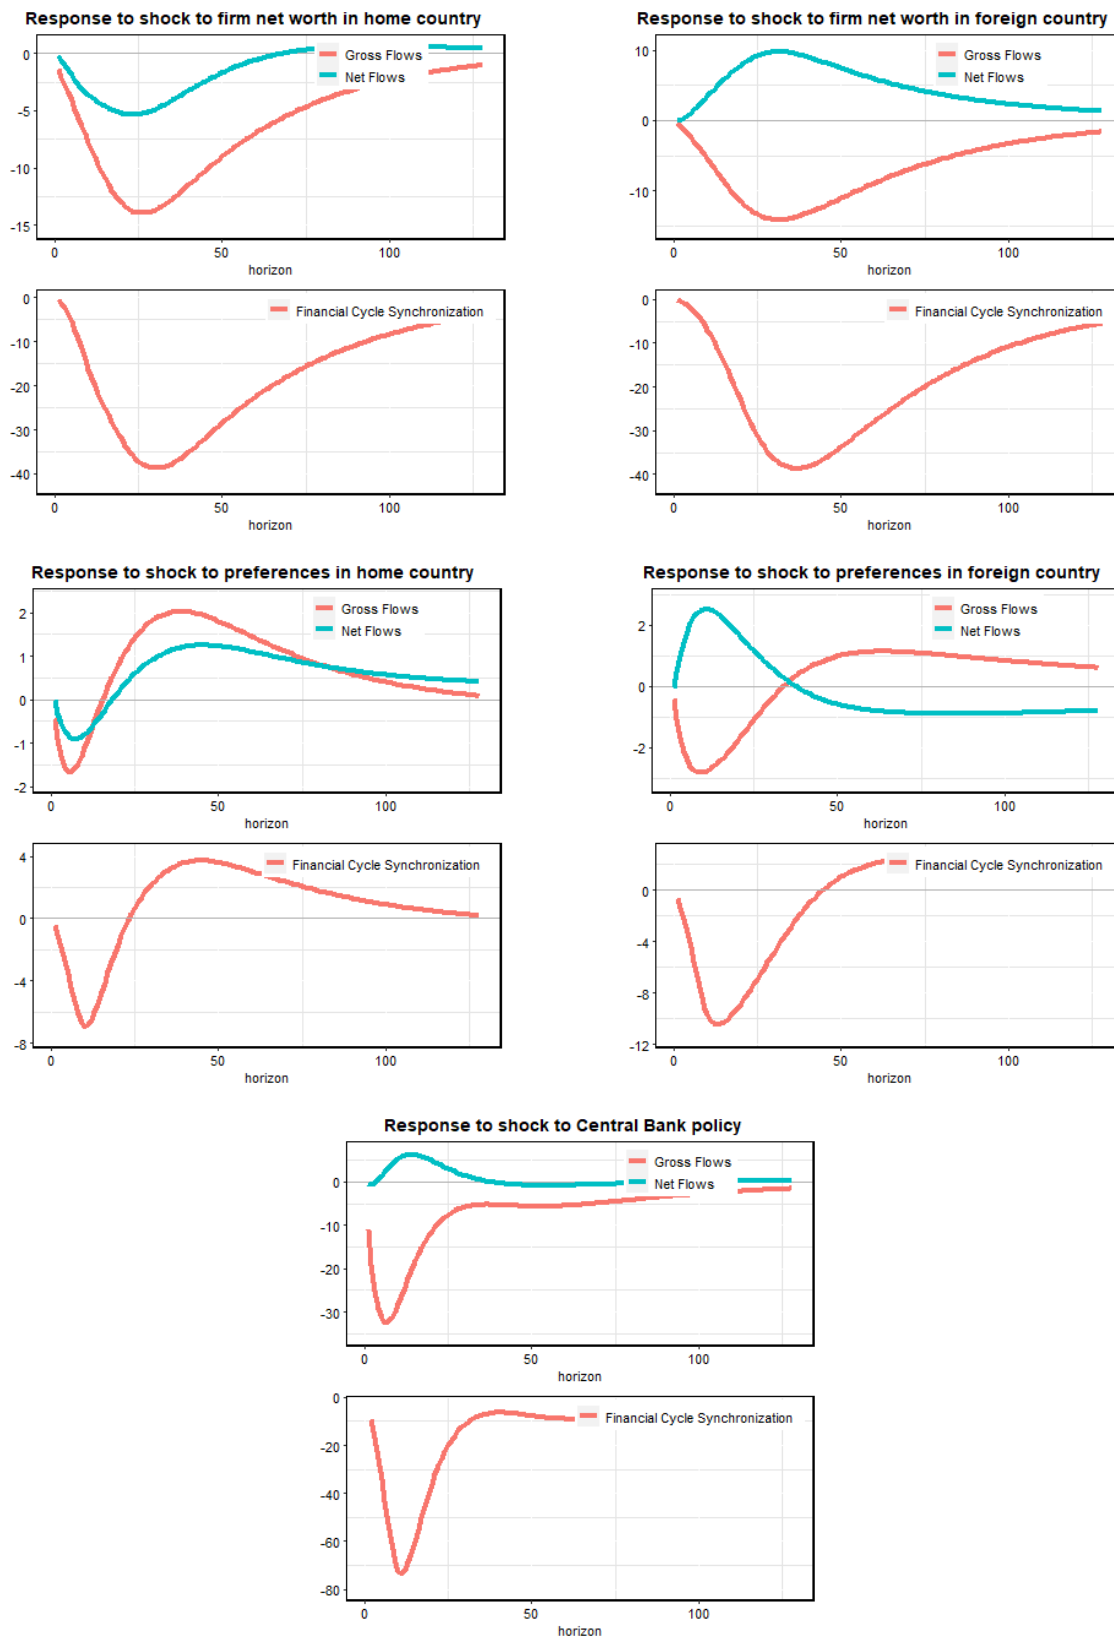 Response to shock to firm net worth in home country
0
-5
-10
-15
Gross Flows
Net Flows
0
50
100
horizon
0
-10
-20
-30
-40
Financial Cycle Synchronization
0
50
100
horizon
Response to shock to firm net worth in foreign country
10
0
-10
Gross Flows
Net Flows
0
50
100
horizon
0
-10
-20
-30
-40
Financial Cycle Synchronization
0
50
100
horizon
Response to shock to preferences in home country
2
1
0
-1
-2
Gross Flows
Net Flows
0
50
100
horizon
4
0
-4
-8
Financial Cycle Synchronization
0
50
100
horizon
Response to shock to preferences in foreign country
2
0
-2
Gross Flows
Net Flows
0
50
100
horizon
0
-4
-8
-12
Financial Cycle Synchronization
0
50
100
horizon
Response to shock to Central Bank policy
0
-10
-20
-30
Gross Flows
Net Flows
0
50
100
horizon
0
-20
-40
-60
-80
Financial Cycle Synchronization
0
50
100
horizon